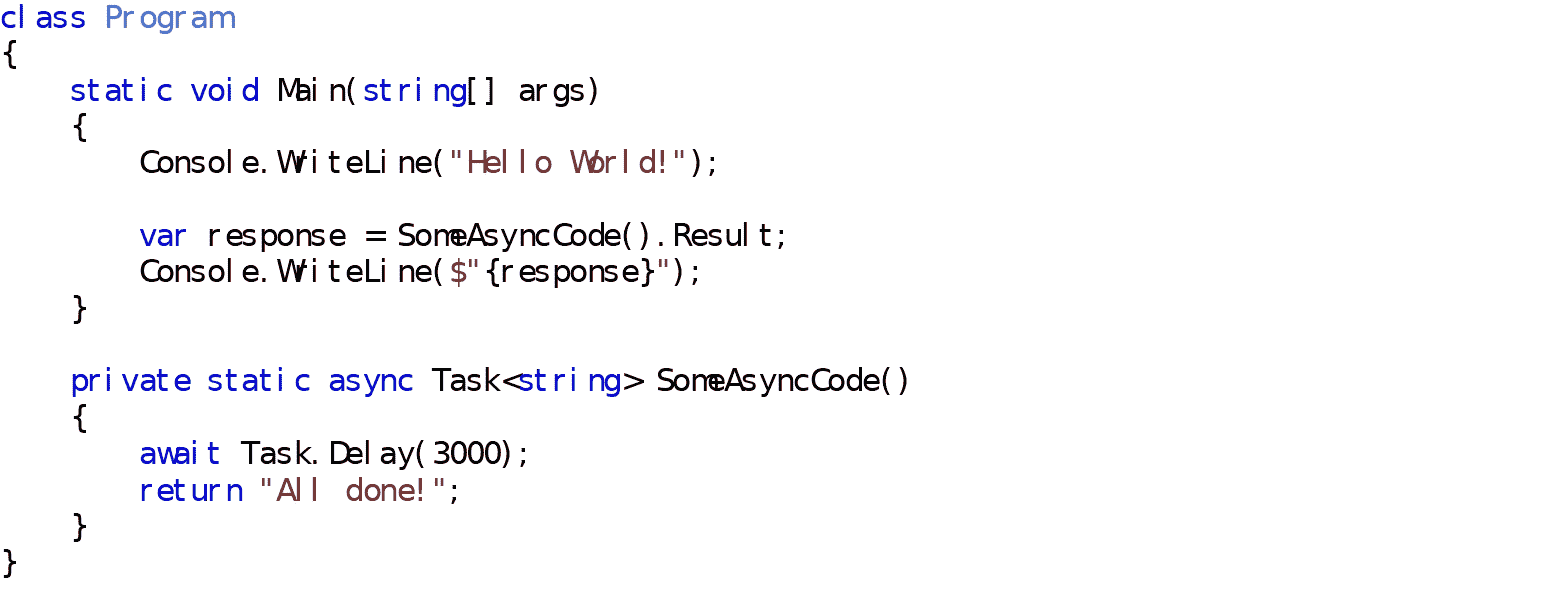 class Program
{
    static void Main(string[] args)
    {
        Console.WriteLine("Hello World!");

        var response = SomeAsyncCode().Result;
        Console.WriteLine($"{response}");
    }

    private static async Task<string> SomeAsyncCode()
    {
        await Task.Delay(3000);
        return "All done!";
    }
}